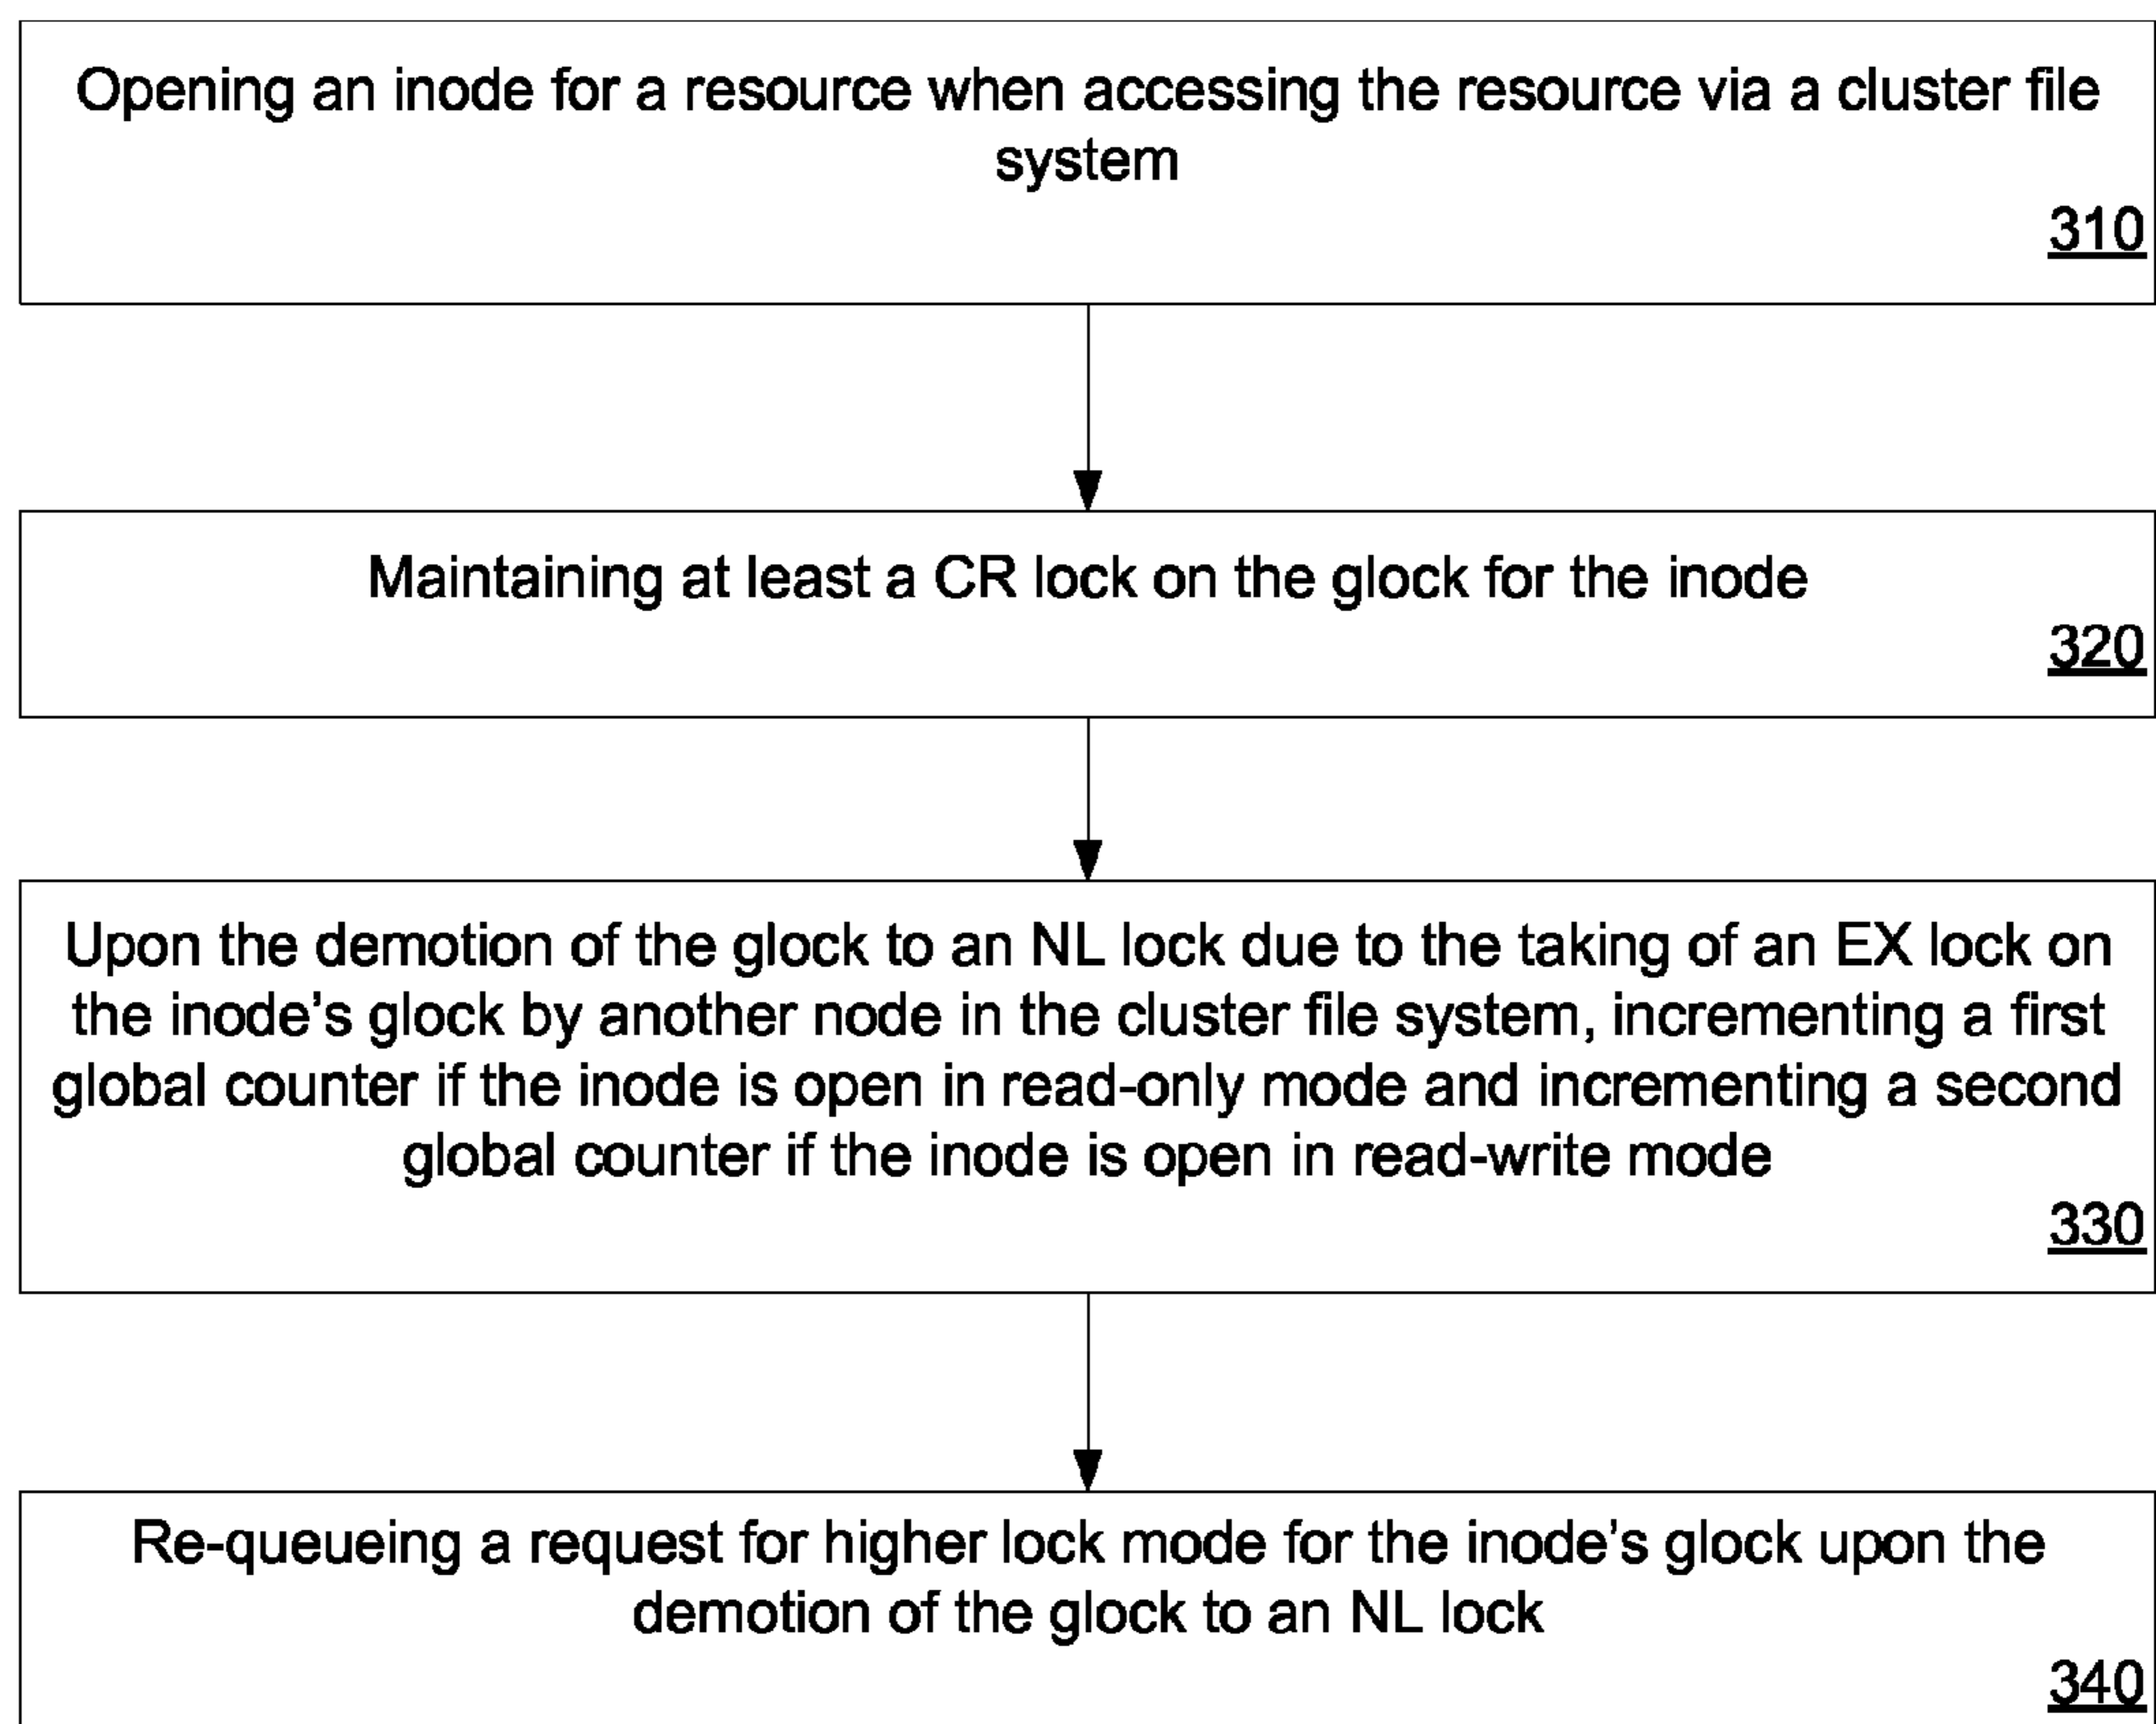 Opening an inode for a resource when accessing the resource via a cluster file
system
310
Maintaining at least a CR lock on the glock for the inode
320
Upon the demotion of the glock to an NL lock due to the taking of an EX lock on
the inode's glock by another node in the cluster file system, incrementing a first
global counter if the inode is open in read-only mode and incrementing a second
global counter if the inode is open in read-write mode
330
Re-queueing a request for higher lock mode for the inode's glock upon the
demotion of the glock to an NL lock
340